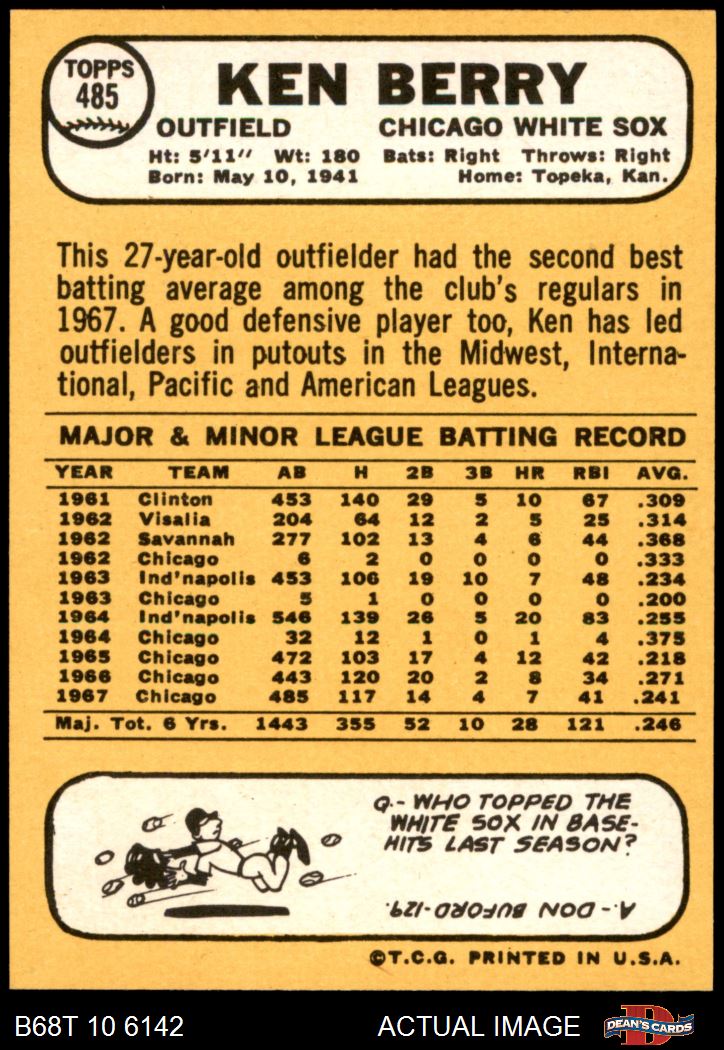 TOPPS
485
KEN BERRY
OUTFIELD CHICAGO WHITE SOX
Ht: 5'11" Wt: 180 Bats: Right Throws: Right
Born: May 10, 1941 Home: Topeka, Kan.
This 27-year-old outfielder had the second best
batting average among the club's regulars in
1967. A good defensive player too, Ken has led
outfielders in putouts in the Midwest, Interna-
tional, Pacific and American Leagues.
MAJOR & MINOR LEAGUE BATTING RECORD
YEAR TEAM AB H 2B 3B HR RBI AVG.
1961 Clinton 453 140 29 5 10 67 .309
1962 Visalia 204 64 12 2 5 25 .314
1962 Savannah 277 102 13 4 6 44 .368
1962 Chicago 6 2 0 0 0 0 .333
1963 Ind'napolis 453 106 19 10 7 48 .234
1963 Chicago 5 1 0 0 0 0 .200
1964 Ind'napolis 546 139 26 5 20 83 .255
1964 Chicago 32 12 1 0 1 4 .375
1965 Chicago 472 103 17 4 12 42 .218
1966 Chicago 443 120 20 2 8 34 .271
1967 Chicago 485 117 14 4 7 41 .241
Maj. Tot. 6 Yrs. 1443 355 52 10 28 121 .246
Q.- WHO TOPPED THE
WHITE SOX IN BASE-
HITS LAST SEASON?
A.- DON BUFORD-129.
©T.C.G. PRINTED IN U.S.A.
B68T 10 6142 ACTUAL IMAGE D DEAN'S CARDS